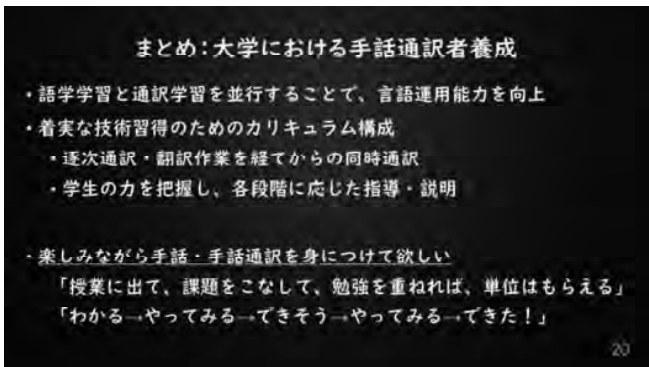 まとめ：大学における手話通訳者養成
・語学学習と通訳学習を並行することで、言語運用能力を向上
・着実な技術習得のためのカリキュラム構成
・逐次通訳・翻訳作業を経てからの同時通訳
・学生の力を把握し、各段階に応じた指導・説明
・楽しみながら手話・手話通訳を身につけて欲しい
「授業に出て、課題をこなして、勉強を重ねれば、単位はもらえる」
「わかる→やってみる→できそう→やってみる→できた！」
20